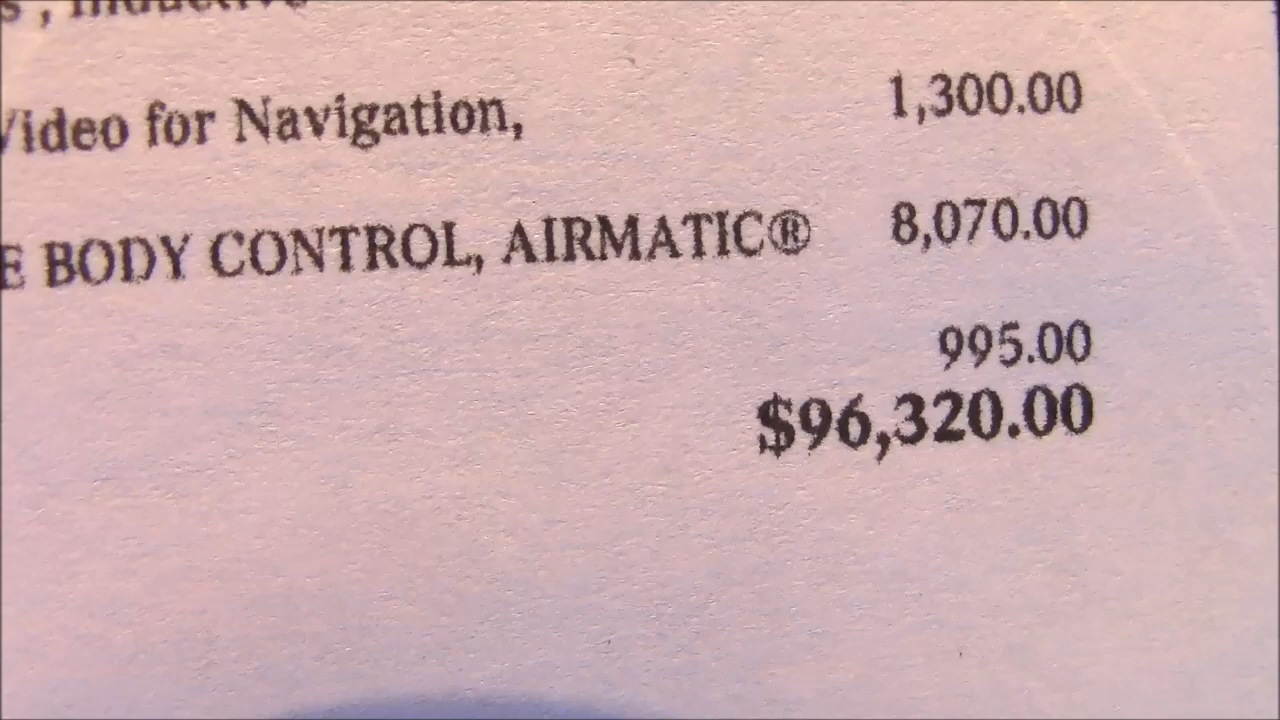 Video for Navigation, 1,300.00
E BODY CONTROL, AIRMATIC® 8,070.00
995.00
$96,320.00